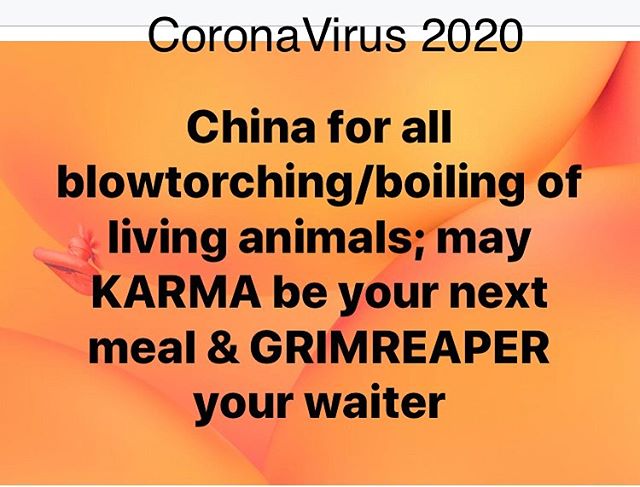 CoronaVirus 2020
China for all
blowtorching/boiling of
living animals; may
KARMA be your next
meal & GRIMREAPER
your waiter